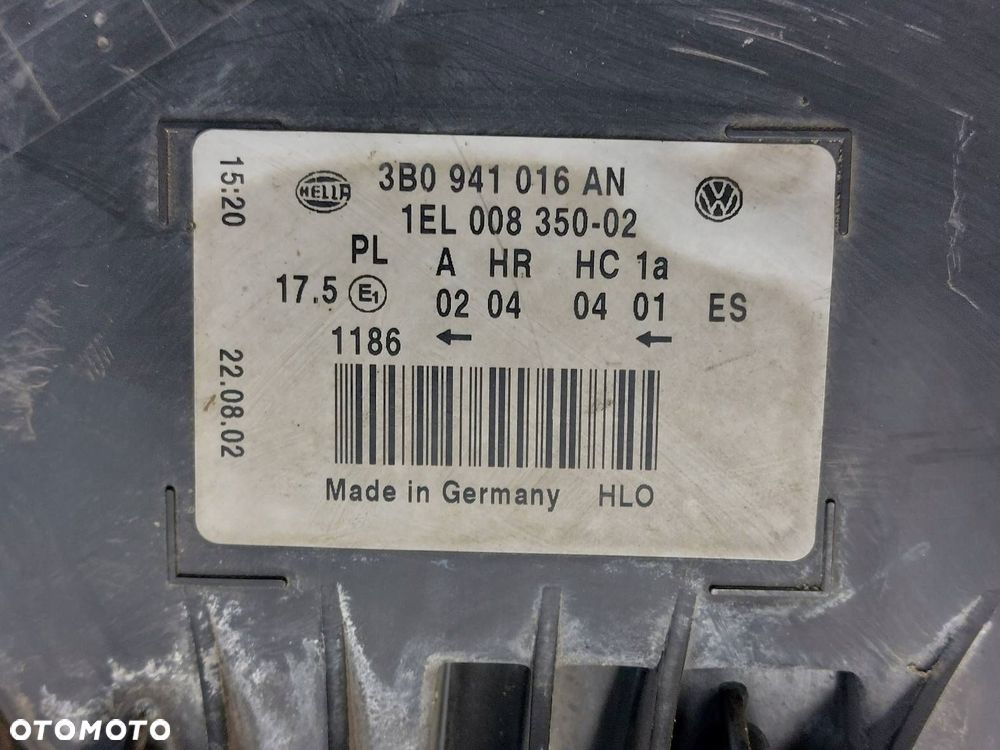 15:20
22.08.02
HELLA
3B0 941 016 AN
1EL 008 350-02
PL A HR HC 1a
17.5 E1 02 04 04 01 ES
1186 ← ←
Made in Germany HLO
OTOMOTO